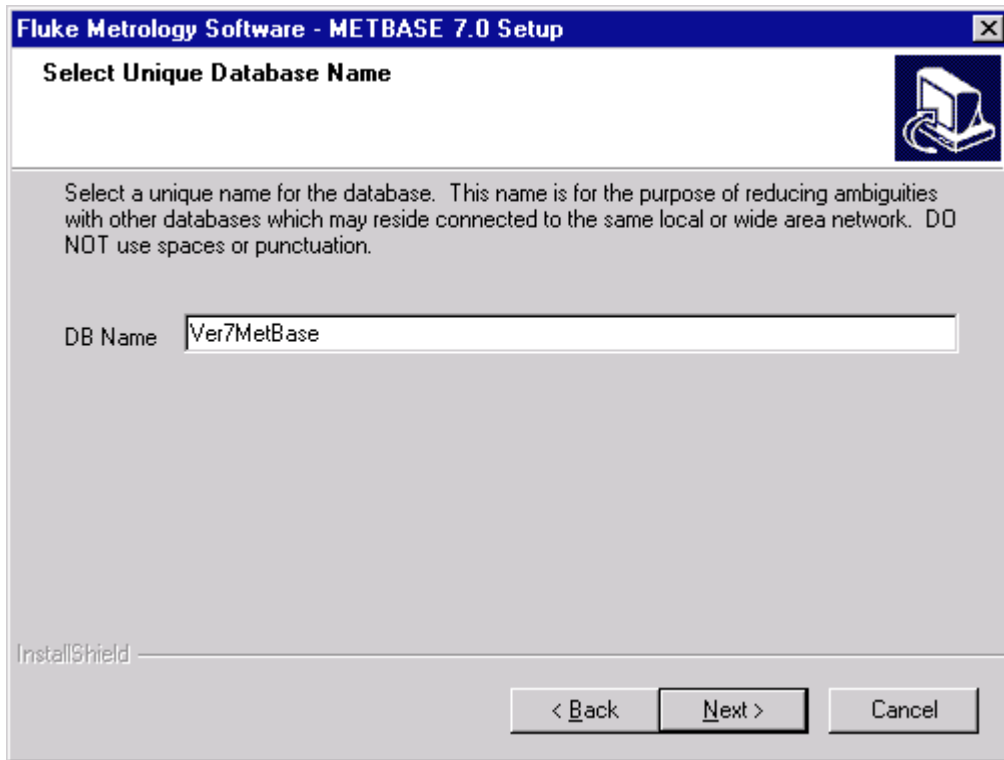 Fluke Metrology Software - METBASE 7.0 Setup
Select Unique Database Name
Select a unique name for the database.  This name is for the purpose of reducing ambiguities
with other databases which may reside connected to the same local or wide area network.  DO
NOT use spaces or punctuation.
DB Name Ver7MetBase
InstallShield
< Back Next > Cancel